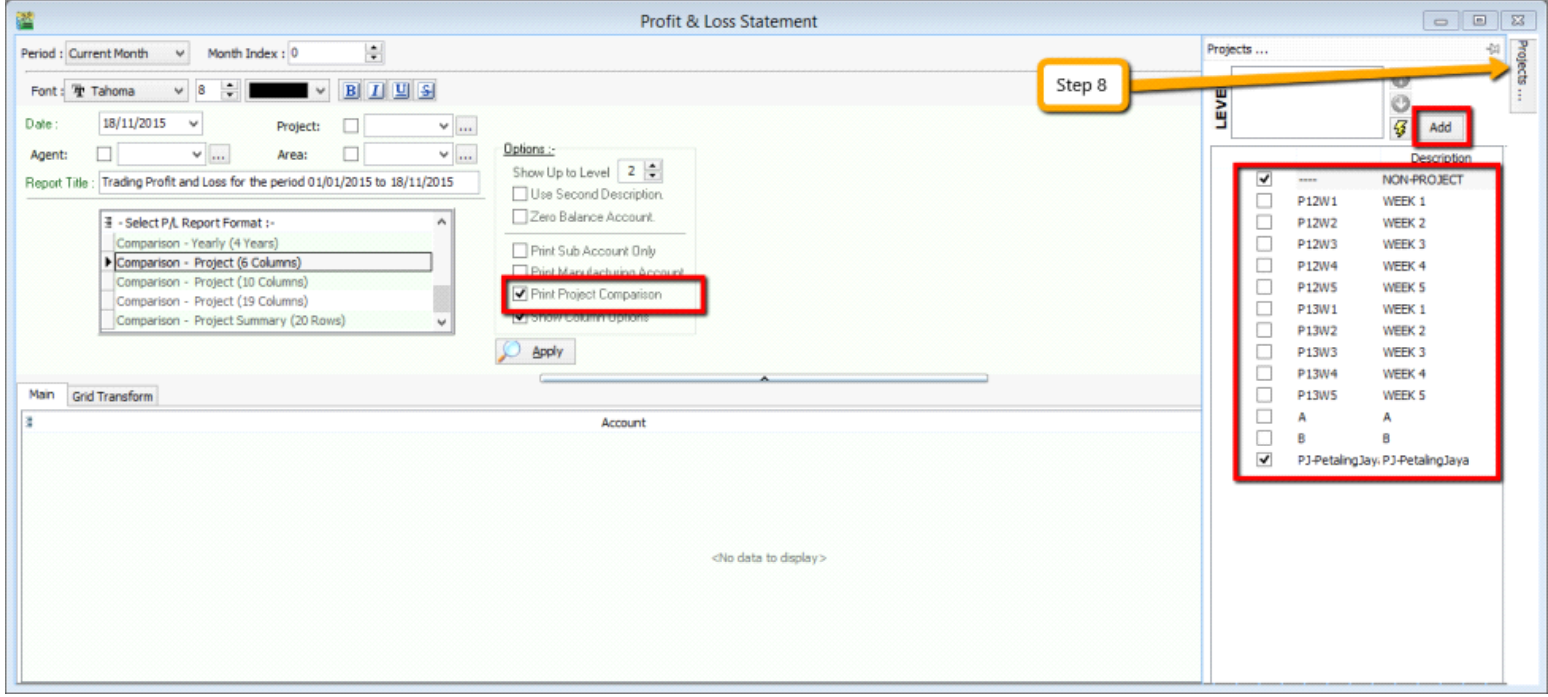 Profit & Loss Statement
Period : Current Month Month Index : 0
Projects ...
Projects ...
Font : Tahoma 8 B I U S
Step 8
LEVE
Date : 18/11/2015 Project: ...
Add
Agent: ... Area: ...
Options :-
Report Title : Trading Profit and Loss for the period 01/01/2015 to 18/11/2015
Show Up to Level 2
Use Second Description.
Zero Balance Account.
Print Sub Account Only
Print Manufacturing Account
Print Project Comparison
Show Column Options
Apply
- Select P/L Report Format :-
Comparison - Yearly (4 Years)
Comparison - Project (6 Columns)
Comparison - Project (10 Columns)
Comparison - Project (19 Columns)
Comparison - Project Summary (20 Rows)
Description
---- NON-PROJECT
P12W1 WEEK 1
P12W2 WEEK 2
P12W3 WEEK 3
P12W4 WEEK 4
P12W5 WEEK 5
P13W1 WEEK 1
P13W2 WEEK 2
P13W3 WEEK 3
P13W4 WEEK 4
P13W5 WEEK 5
A A
B B
PJ-PetalingJay. PJ-PetalingJaya
Main Grid Transform
Account
<No data to display>